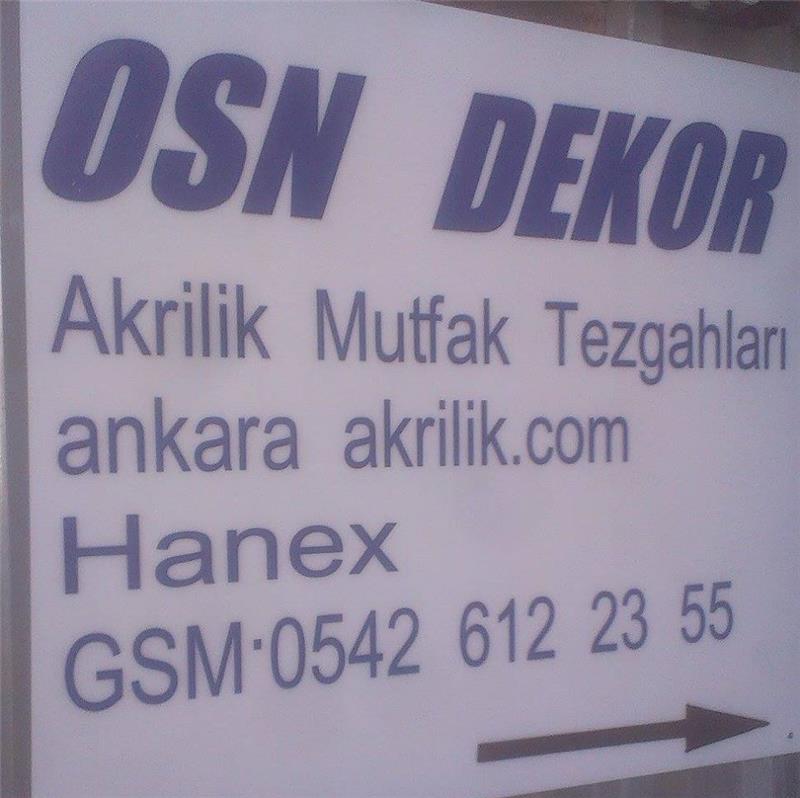 OSN DEKOR
Akrilik Mutfak Tezgahları
ankara akrilik.com
Hanex
GSM·0542 612 23 55